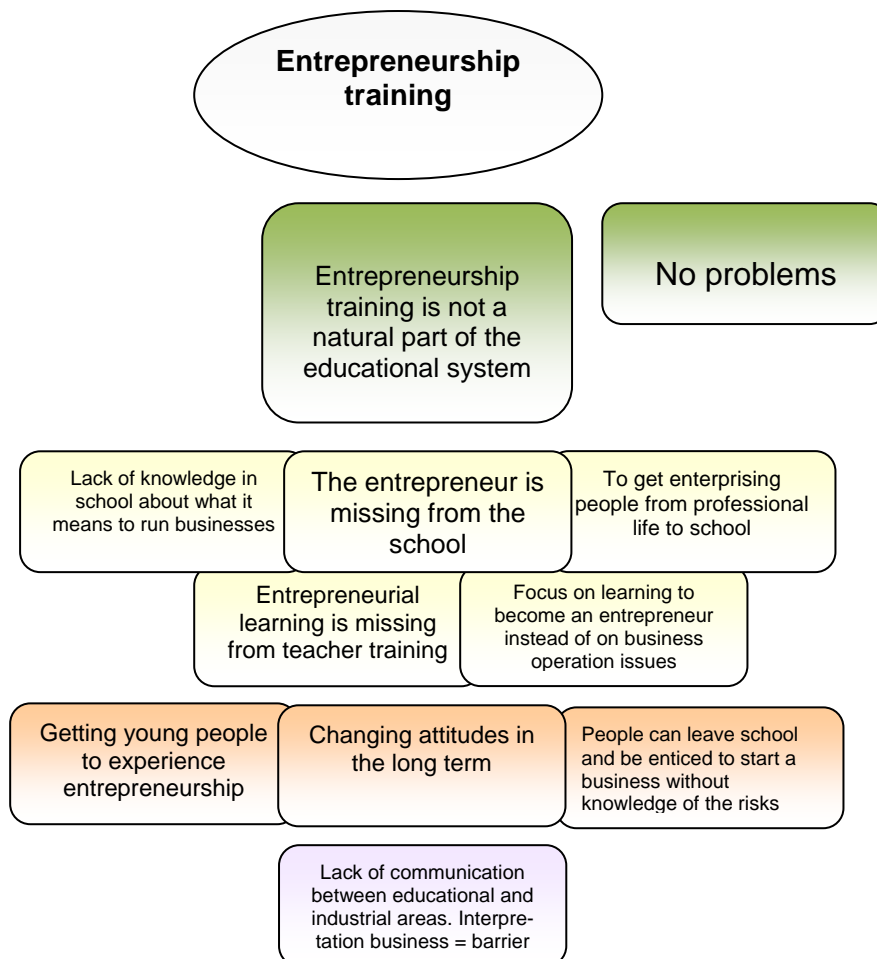 Entrepreneurship
training
Entrepreneurship
training is not a
natural part of the
educational system
No problems
Lack of knowledge in
school about what it
means to run businesses
The entrepreneur is
missing from the
school
To get enterprising
people from professional
life to school
Entrepreneurial
learning is missing
from teacher training
Focus on learning to
become an entrepreneur
instead of on business
operation issues
Getting young people
to experience
entrepreneurship
Changing attitudes in
the long term
People can leave school
and be enticed to start a
business without
knowledge of the risks
Lack of communication
between educational and
industrial areas. Interpre-
tation business = barrier